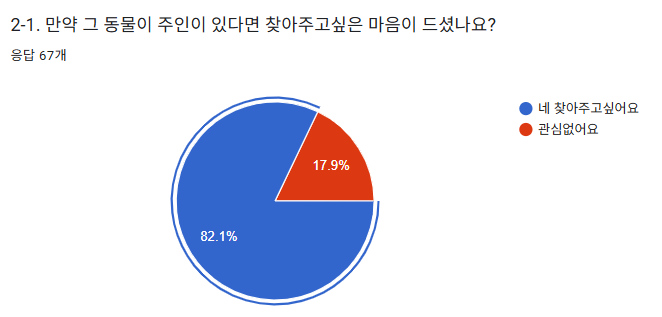 2-1. 만약 그 동물이 주인이 있다면 찾아주고싶은 마음이 드셨나요?
응답 67개
네 찾아주고싶어요
관심없어요
17.9%
82.1%